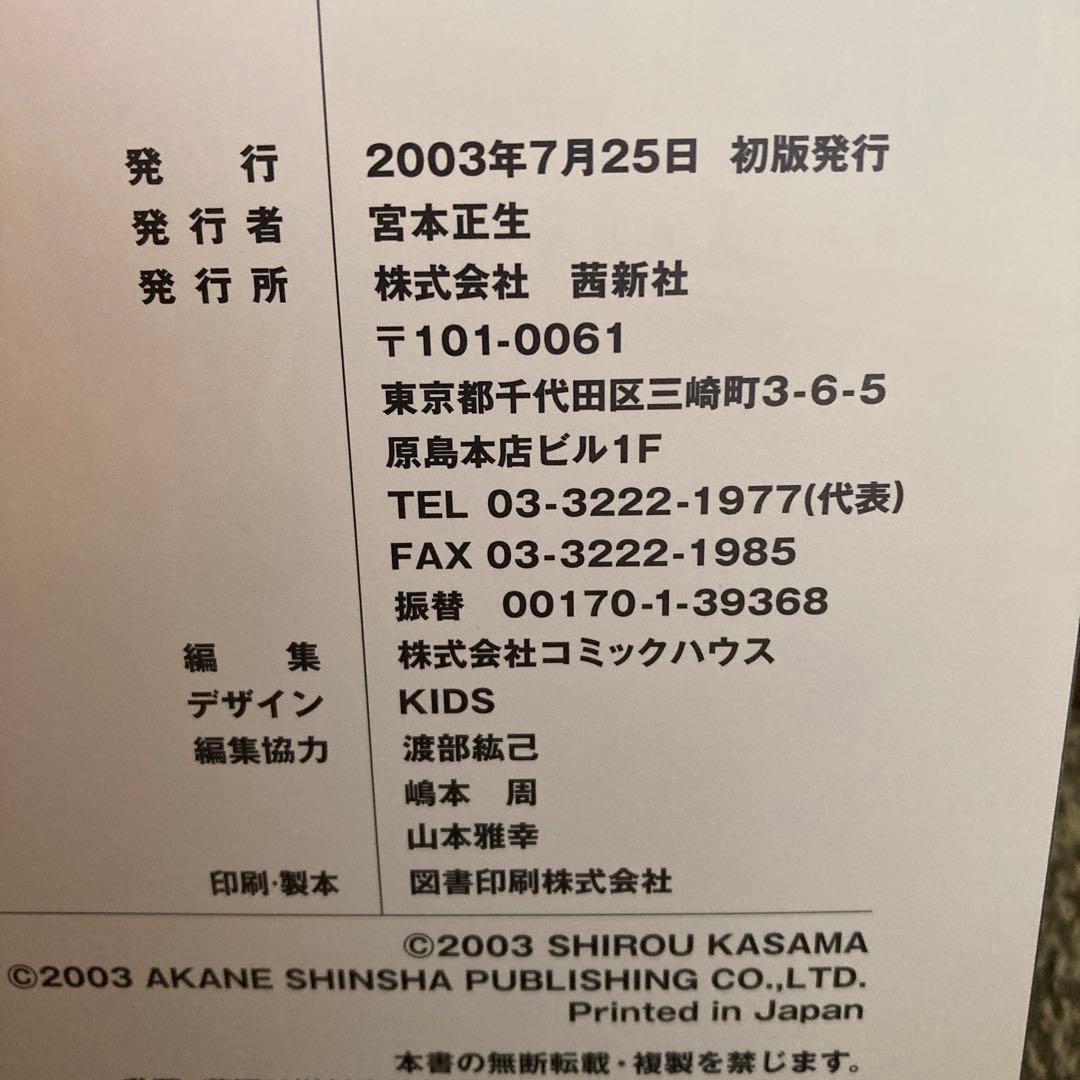 発　行　2003年7月25日　初版発行
発行者　宮本正生
発行所　株式会社　茜新社
〒101-0061
東京都千代田区三崎町3-6-5
原島本店ビル1F
TEL 03-3222-1977(代表)
FAX 03-3222-1985
振替　00170-1-39368
編　集　株式会社コミックハウス
デザイン　KIDS
編集協力　渡部紘己
嶋本　周
山本雅幸
印刷・製本　図書印刷株式会社
©2003 SHIROU KASAMA
©2003 AKANE SHINSHA PUBLISHING CO.,LTD.
Printed in Japan
本書の無断転載・複製を禁じます。